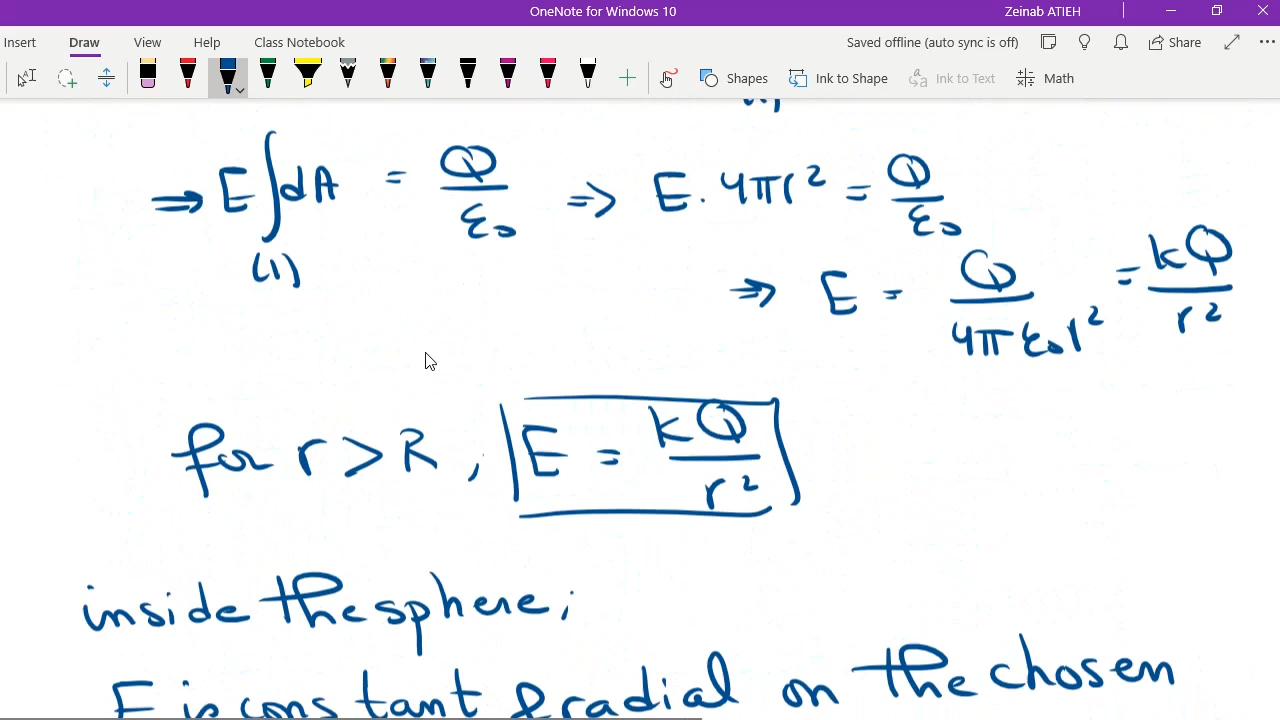 OneNote for Windows 10
Zeinab ATIEH
Insert Draw View Help Class Notebook Saved offline (auto sync is off) Share
Shapes Ink to Shape Ink to Text Math
(1)
⇒ E ∫ dA = Q/ε₀ ⇒ E. 4πr² = Q/ε₀
(1)
⇒ E = Q/4πε₀r² = kQ/r²
for r > R, E = kQ/r²
inside the sphere;
E is constant & radial on the chosen